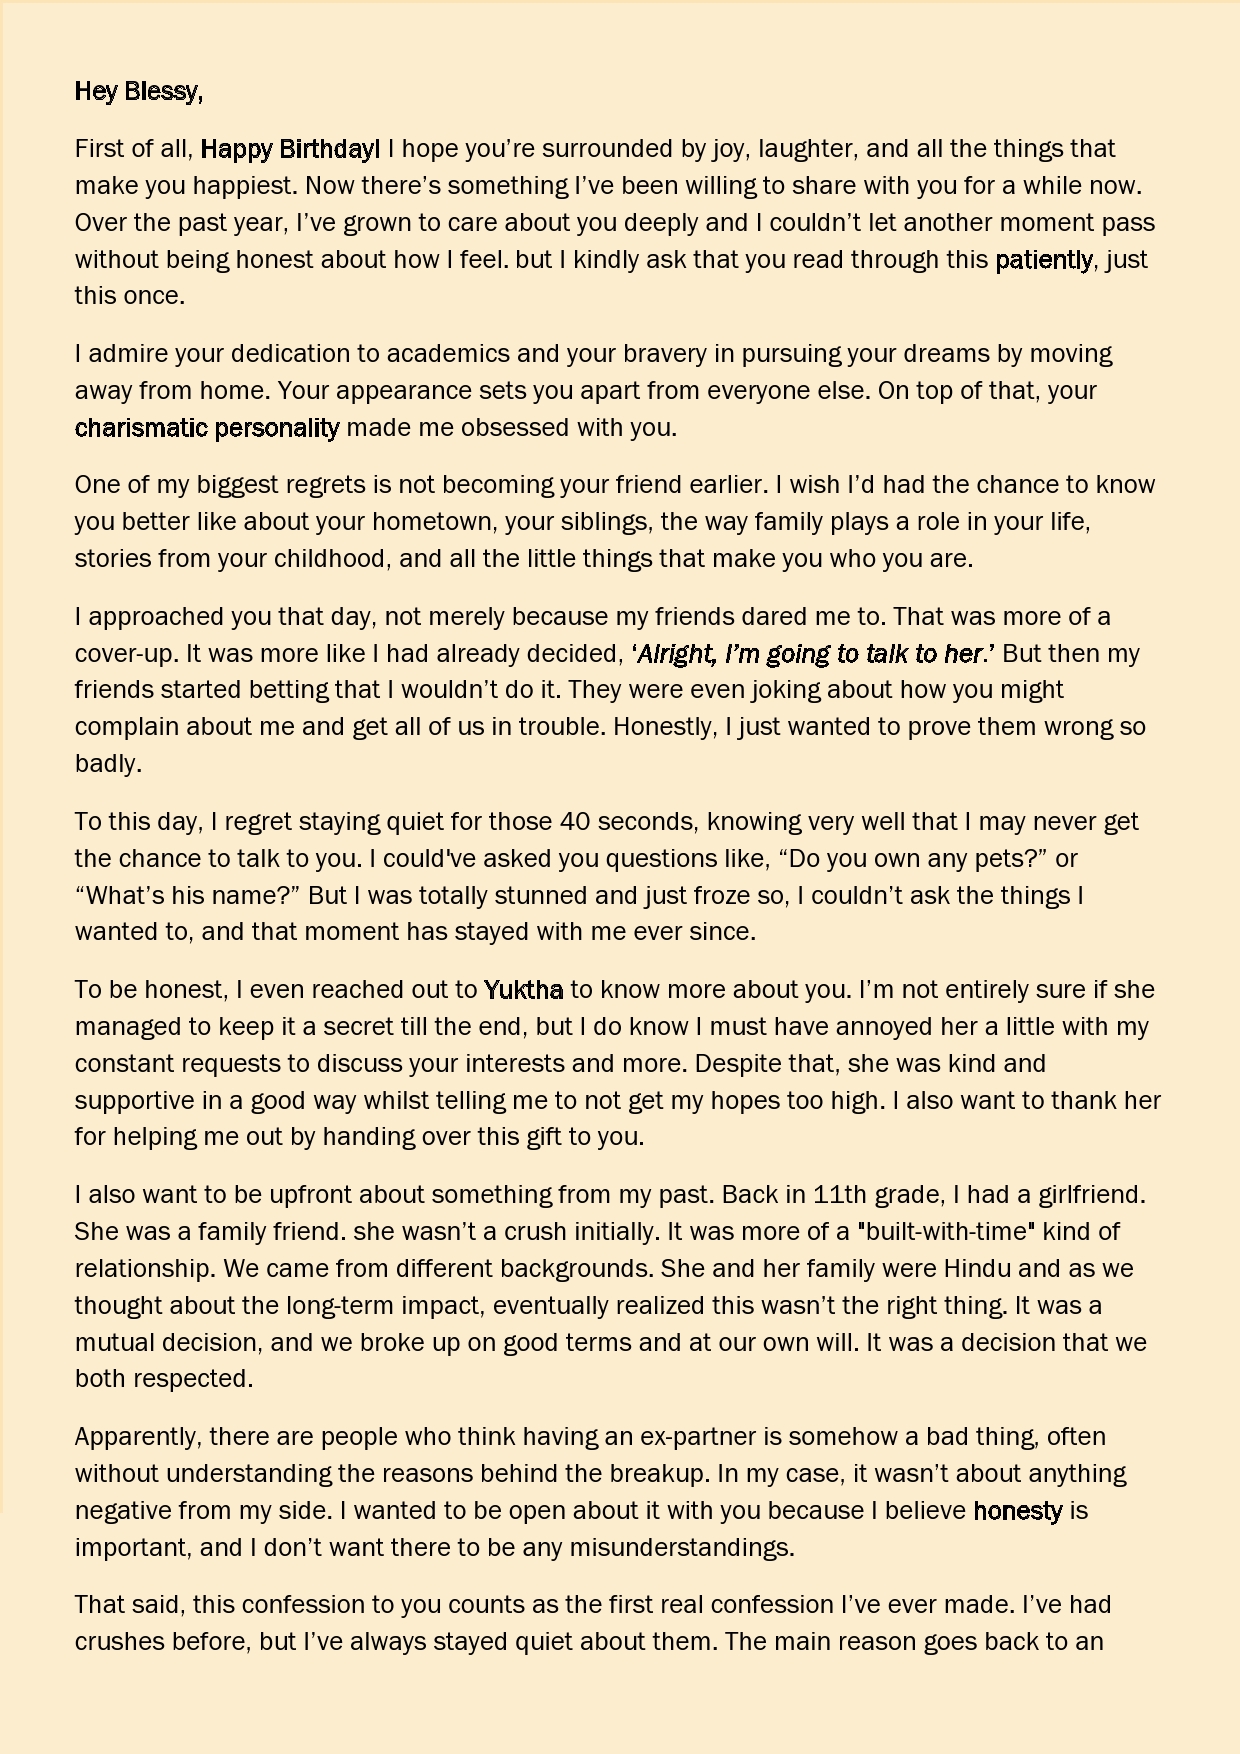 Hey Blessy,
First of all, Happy Birthday! I hope you’re surrounded by joy, laughter, and all the things that
make you happiest. Now there’s something I’ve been willing to share with you for a while now.
Over the past year, I’ve grown to care about you deeply and I couldn’t let another moment pass
without being honest about how I feel. but I kindly ask that you read through this patiently, just
this once.
I admire your dedication to academics and your bravery in pursuing your dreams by moving
away from home. Your appearance sets you apart from everyone else. On top of that, your
charismatic personality made me obsessed with you.
One of my biggest regrets is not becoming your friend earlier. I wish I’d had the chance to know
you better like about your hometown, your siblings, the way family plays a role in your life,
stories from your childhood, and all the little things that make you who you are.
I approached you that day, not merely because my friends dared me to. That was more of a
cover-up. It was more like I had already decided, ‘Alright, I’m going to talk to her.’ But then my
friends started betting that I wouldn’t do it. They were even joking about how you might
complain about me and get all of us in trouble. Honestly, I just wanted to prove them wrong so
badly.
To this day, I regret staying quiet for those 40 seconds, knowing very well that I may never get
the chance to talk to you. I could've asked you questions like, “Do you own any pets?” or
“What’s his name?” But I was totally stunned and just froze so, I couldn’t ask the things I
wanted to, and that moment has stayed with me ever since.
To be honest, I even reached out to Yuktha to know more about you. I’m not entirely sure if she
managed to keep it a secret till the end, but I do know I must have annoyed her a little with my
constant requests to discuss your interests and more. Despite that, she was kind and
supportive in a good way whilst telling me to not get my hopes too high. I also want to thank her
for helping me out by handing over this gift to you.
I also want to be upfront about something from my past. Back in 11th grade, I had a girlfriend.
She was a family friend. she wasn’t a crush initially. It was more of a "built-with-time" kind of
relationship. We came from different backgrounds. She and her family were Hindu and as we
thought about the long-term impact, eventually realized this wasn’t the right thing. It was a
mutual decision, and we broke up on good terms and at our own will. It was a decision that we
both respected.
Apparently, there are people who think having an ex-partner is somehow a bad thing, often
without understanding the reasons behind the breakup. In my case, it wasn’t about anything
negative from my side. I wanted to be open about it with you because I believe honesty is
important, and I don’t want there to be any misunderstandings.
That said, this confession to you counts as the first real confession I’ve ever made. I’ve had
crushes before, but I’ve always stayed quiet about them. The main reason goes back to an